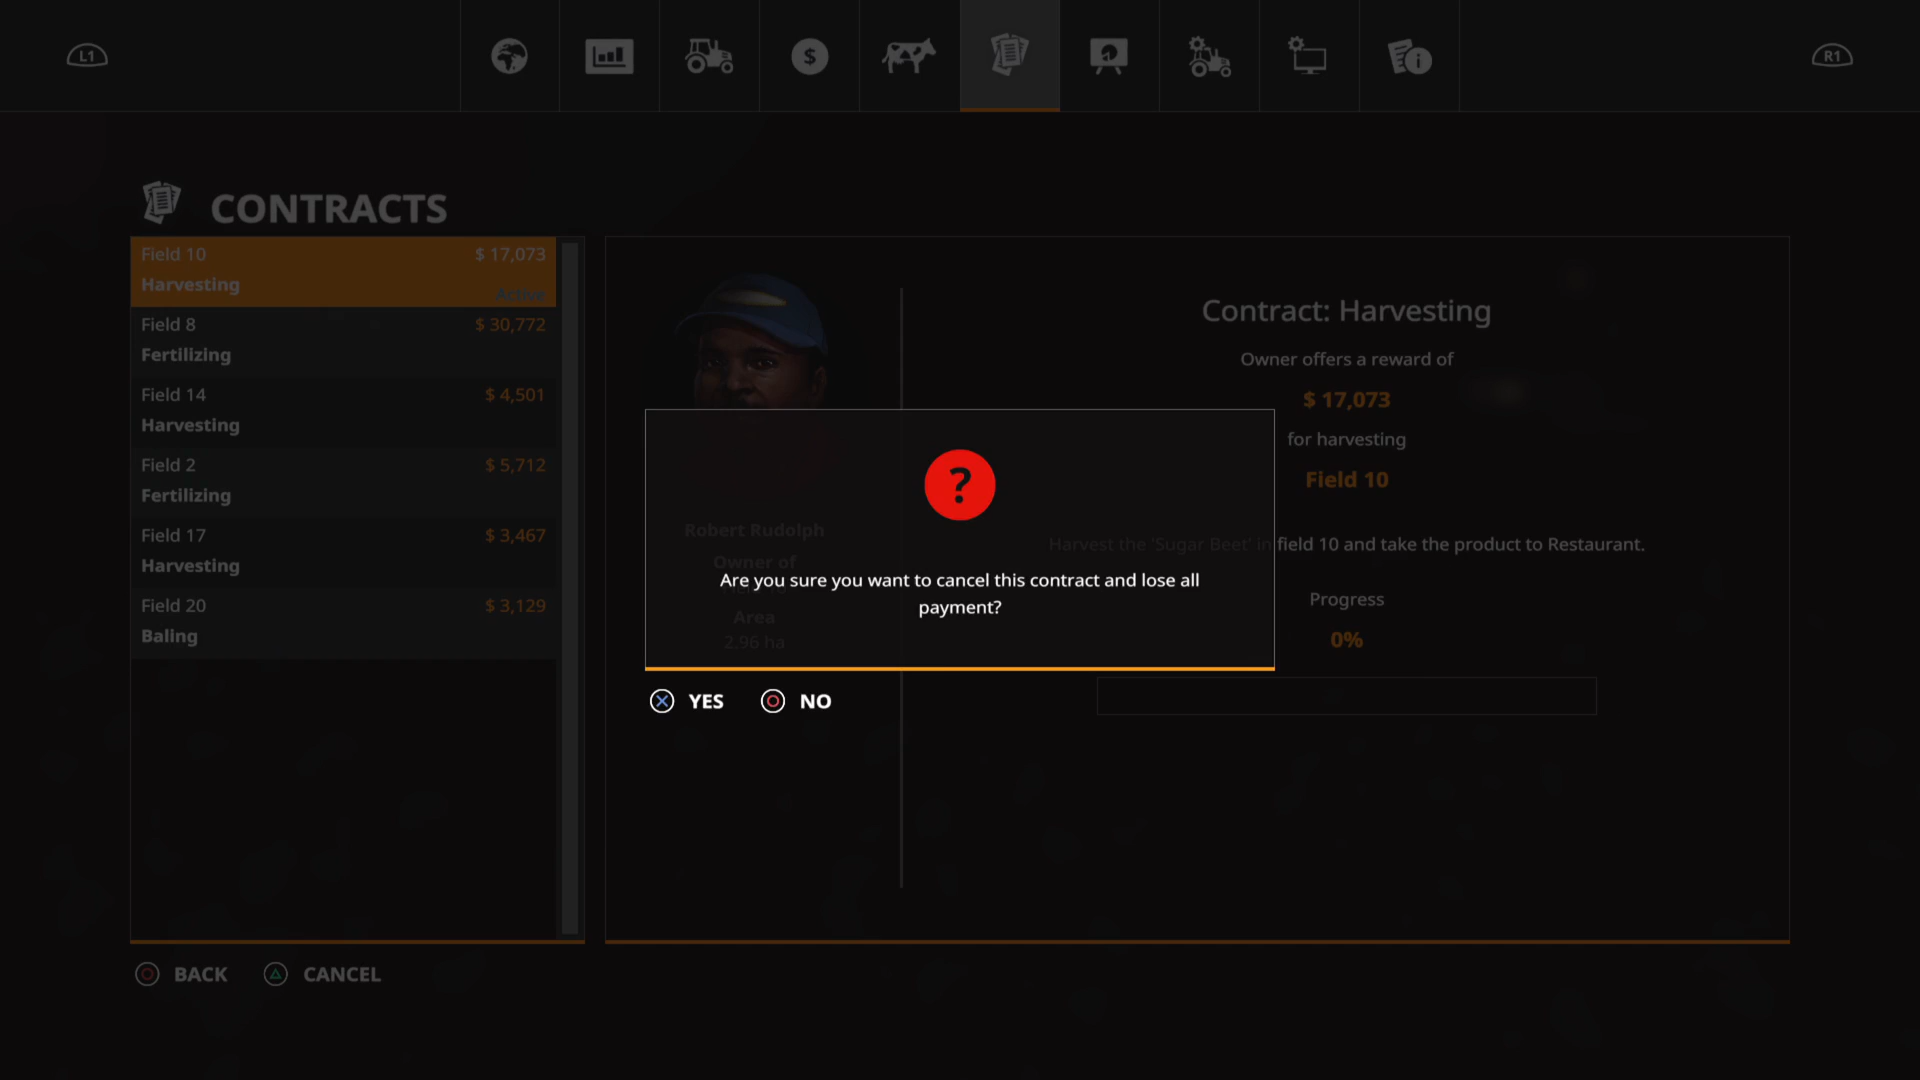 L1
R1
CONTRACTS
Field 10 $ 17,073
Harvesting
Active
Field 8 $ 30,772
Fertilizing
Field 14 $ 4,501
Harvesting
Field 2 $ 5,712
Fertilizing
Field 17 $ 3,467
Harvesting
Field 20 $ 3,129
Baling
Robert Rudolph
Owner of
Area
2.96 ha
Contract: Harvesting
Owner offers a reward of
$ 17,073
for harvesting
Field 10
Harvest the 'Sugar Beet' in field 10 and take the product to Restaurant.
Progress
0%
?
Are you sure you want to cancel this contract and lose all
payment?
YES NO
BACK CANCEL